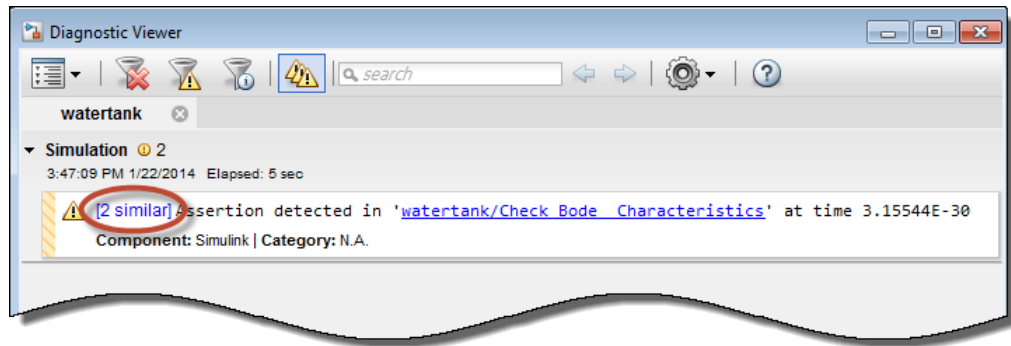 Diagnostic Viewer
search
watertank
Simulation 2
3:47:09 PM 1/22/2014 Elapsed: 5 sec
[2 similar] Assertion detected in 'watertank/Check Bode Characteristics' at time 3.15544E-30
Component: Simulink | Category: N.A.